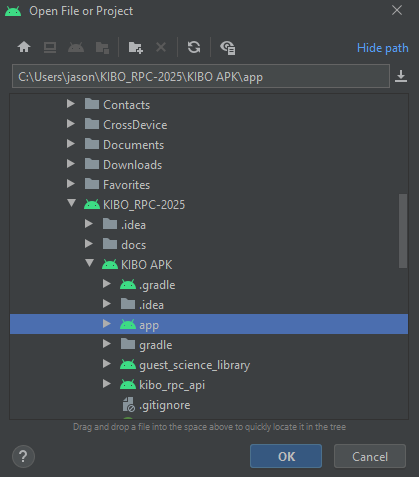 Open File or Project
Hide path
C:\Users\jason\KIBO_RPC-2025\KIBO APK\app
Contacts
CrossDevice
Documents
Downloads
Favorites
KIBO_RPC-2025
.idea
docs
KIBO APK
.gradle
.idea
app
gradle
guest_science_library
kibo_rpc_api
.gitignore
Drag and drop a file into the space above to quickly locate it in the tree
?
OK
Cancel